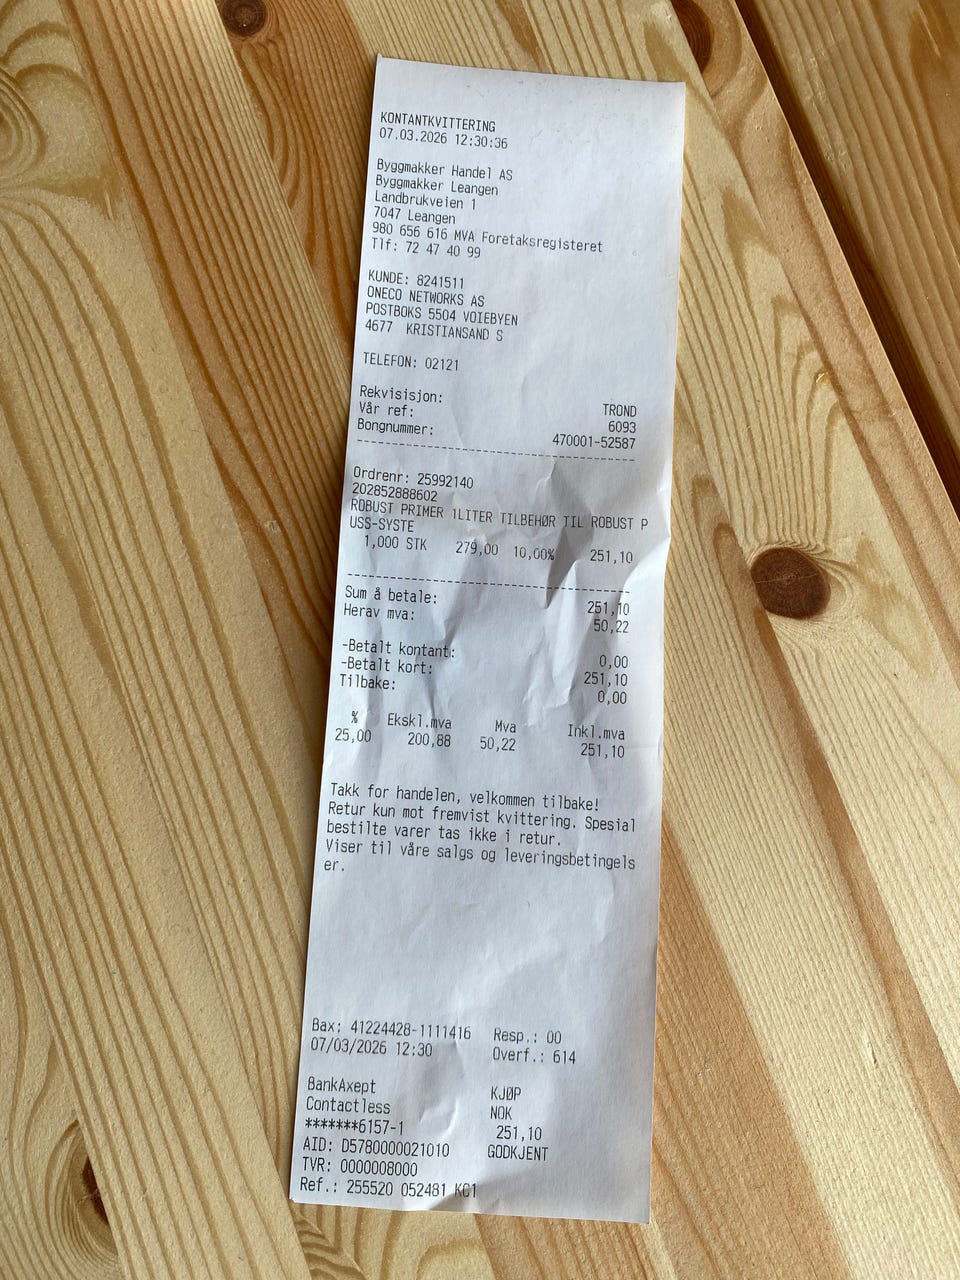 KONTANTKVITTERING
07.03.2026 12:30:36
Byggmakker Handel AS
Byggmakker Leangen
Landbrukveien 1
7047 Leangen
980 656 616 MVA Foretaksregisteret
Tlf: 72 47 40 99
KUNDE: 8241511
ONECO NETWORKS AS
POSTBOKS 5504 VOIEBYEN
4677 KRISTIANSAND S
TELEFON: 02121
Rekvisisjon: TROND
Vår ref: 6093
Bongnummer: 470001-52587
Ordrenr: 25992140
202852888602
ROBUST PRIMER 1LITER TILBEHØR TIL ROBUST P
USS-SYSTE
1,000 STK 279,00 10,00% 251,10
Sum å betale: 251,10
Herav mva: 50,22
-Betalt kontant: 0,00
-Betalt kort: 251,10
Tilbake: 0,00
% Ekskl.mva Mva Inkl.mva
25,00 200,88 50,22 251,10
Takk for handelen, velkommen tilbake!
Retur kun mot fremvist kvittering. Spesial
bestilte varer tas ikke i retur.
Viser til våre salgs og leveringsbetingels
er.
Bax: 41224428-1111416 Resp.: 00
07/03/2026 12:30 Overf.: 614
BankAxept KJØP
Contactless NOK
*******6157-1 251,10
AID: D5780000021010 GODKJENT
TVR: 0000008000
Ref.: 255520 052481 KC1